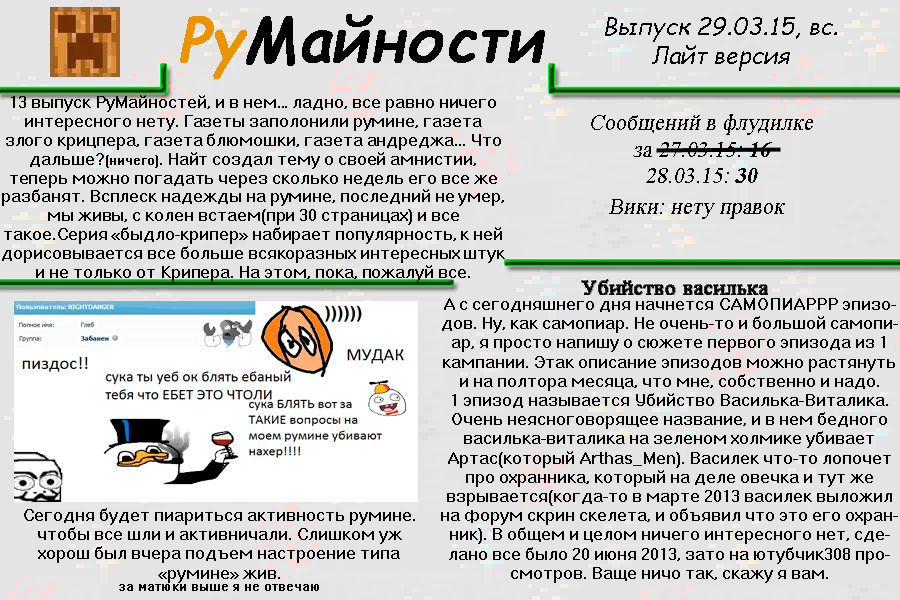 РуМайности
Выпуск 29.03.15, вс.
Лайт версия
13 выпуск РуМайностей, и в нем... ладно, все равно ничего
интересного нету. Газеты заполонили румине, газета
злого крицпера, газета блюмошки, газета андреджа... Что
дальше?(ничего). Найт создал тему о своей амнистии,
теперь можно погадать через сколько недель его все же
разбанят. Всплеск надежды на румине, последний не умер,
мы живы, с колен встаем(при 30 страницах) и все
такое.Серия «быдло-крипер» набирает популярность, к ней
дорисовывается все больше всякоразных интересных штук
и не только от Крипера. На этом, пока, пожалуй все.
Сообщений в флудилке
за 27.03.15: 16
28.03.15: 30
Вики: нету правок
Пользователь: NIGHTDANGER
Полное имя: Глеб
Группа: Забанен
пиздос!!
))))))
МУДАК
сука ты уеб ок блять ебаный
тебя что ЕБЕТ ЭТО ЧТОЛИ
сука БЛЯТЬ вот за
ТАКИЕ вопросы на
моем румине убивают
нахер!!!!
Сегодня будет пиариться активность румине.
чтобы все шли и активничали. Слишком уж
хорош был вчера подъем настроение типа
«румине» жив.
за матюки выше я не отвечаю
Убийство василька
А с сегодняшнего дня начнется САМОПИАРРР эпизо-
дов. Ну, как самопиар. Не очень-то и большой самопи-
ар, я просто напишу о сюжете первого эпизода из 1
кампании. Этак описание эпизодов можно растянуть
и на полтора месяца, что мне, собственно и надо.
1 эпизод называется Убийство Василька-Виталика.
Очень неясноговорящее название, и в нем бедного
василька-виталика на зеленом холмике убивает
Артас(который Arthas_Men). Василек что-то лопочет
про охранника, который на деле овечка и тут же
взрывается(когда-то в марте 2013 василек выложил
на форум скрин скелета, и объявил что это его охран-
ник). В общем и целом ничего интересного нет, сде-
лано все было 20 июня 2013, зато на ютубчик308 про-
смотров. Ваще ничо так, скажу я вам.